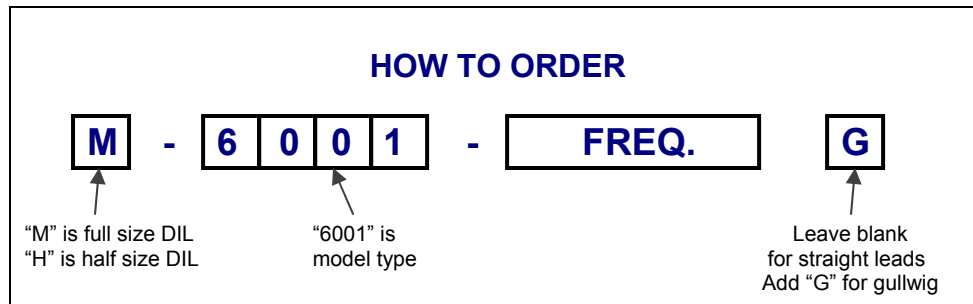 HOW TO ORDER
M - 6 0 0 1 - FREQ. G
“M” is full size DIL
“H” is half size DIL
“6001” is
model type
Leave blank
for straight leads
Add “G” for gullwig